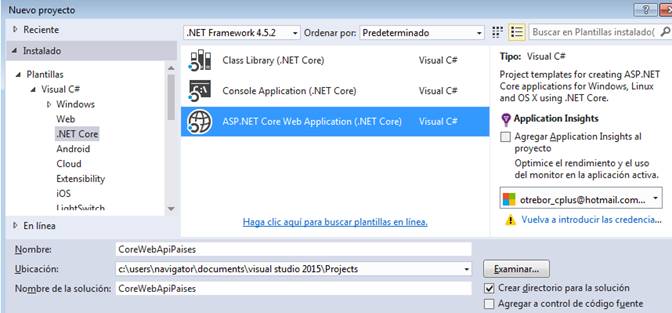 Nuevo proyecto
Reciente
Instalado
Plantillas
Visual C#
Windows
Web
.NET Core
Android
Cloud
Extensibility
iOS
LightSwitch
En línea
.NET Framework 4.5.2 Ordenar por: Predeterminado
Class Library (.NET Core) Visual C#
Console Application (.NET Core) Visual C#
ASP.NET Core Web Application (.NET Core) Visual C#
Haga clic aquí para buscar plantillas en línea.
Buscar en Plantillas instalado(
Tipo: Visual C#
Project templates for creating ASP.NET
Core applications for Windows, Linux
and OS X using .NET Core.
Application Insights
Agregar Application Insights al
proyecto
Optimice el rendimiento y el uso
del monitor en la aplicación activa.
otrebor_cplus@hotmail.com...
Vuelva a introducir las credencia...
Nombre: CoreWebApiPaises
Ubicación: c:\users\navigator\documents\visual studio 2015\Projects
Nombre de la solución: CoreWebApiPaises
Examinar...
Crear directorio para la solución
Agregar a control de código fuente